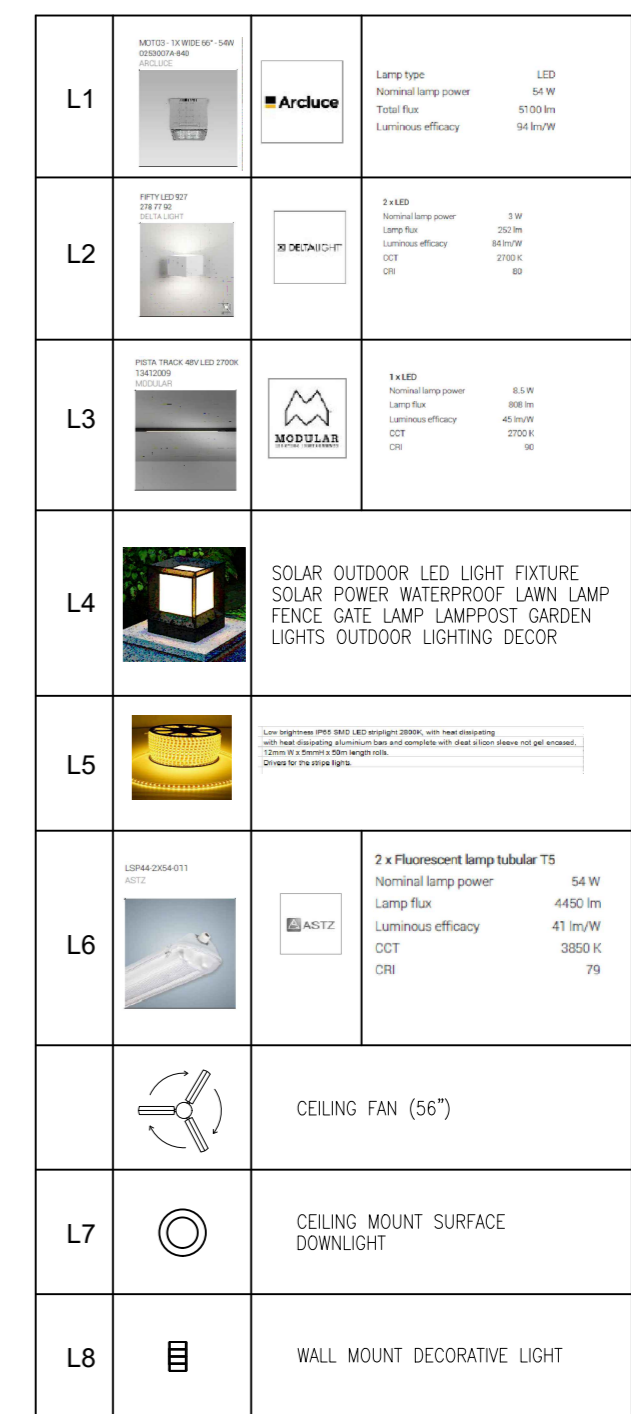 L1
MOTO3 - 1X WIDE 66° - 54W
0253007A-840
ARCLUCE
Arcluce
Lamp type LED
Nominal lamp power 54 W
Total flux 5100 lm
Luminous efficacy 94 lm/W
L2
FIFTY LED 927
278 77 92
DELTA LIGHT
DELTALIGHT
2 x LED
Nominal lamp power 3 W
Lamp flux 252 lm
Luminous efficacy 84 lm/W
CCT 2700 K
CRI 80
L3
PISTA TRACK 48V LED 2700K
13412009
MODULAR
MODULAR
1 x LED
Nominal lamp power 8.5 W
Lamp flux 808 lm
Luminous efficacy 45 lm/W
CCT 2700 K
CRI 90
L4
SOLAR OUTDOOR LED LIGHT FIXTURE
SOLAR POWER WATERPROOF LAWN LAMP
FENCE GATE LAMP LAMPPOST GARDEN
LIGHTS OUTDOOR LIGHTING DECOR
L5
Low brightness IP65 SMD LED striplight 2800K, with heat dissipating
with heat dissipating aluminium bars and complete with cleat silicon sleeve not gel encased.
12mm W x 5mmH x 50m length rolls.
Drivers for the stripe lights.
L6
LSP44-2X54-011
ASTZ
ASTZ
2 x Fluorescent lamp tubular T5
Nominal lamp power 54 W
Lamp flux 4450 lm
Luminous efficacy 41 lm/W
CCT 3850 K
CRI 79
CEILING FAN (56")
L7
CEILING MOUNT SURFACE
DOWNLIGHT
L8
WALL MOUNT DECORATIVE LIGHT